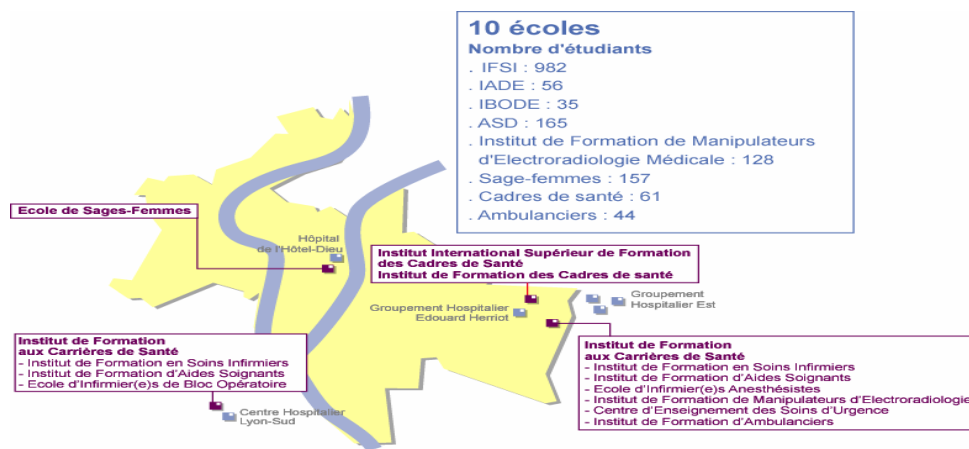 10 écoles
Nombre d'étudiants
. IFSI : 982
. IADE : 56
. IBODE : 35
. ASD : 165
. Institut de Formation de Manipulateurs
d'Electroradiologie Médicale : 128
. Sage-femmes : 157
. Cadres de santé : 61
. Ambulanciers : 44
Ecole de Sages-Femmes
Hôpital
de l'Hôtel-Dieu
Institut International Supérieur de Formation
des Cadres de Santé
Institut de Formation des Cadres de santé
Groupement Hospitalier
Edouard Herriot
Groupement
Hospitalier Est
Institut de Formation
aux Carrières de Santé
- Institut de Formation en Soins Infirmiers
- Institut de Formation d'Aides Soignants
- Ecole d'Infirmier(e)s de Bloc Opératoire
Centre Hospitalier
Lyon-Sud
Institut de Formation
aux Carrières de Santé
- Institut de Formation en Soins Infirmiers
- Institut de Formation d'Aides Soignants
- Ecole d'Infirmier(e)s Anesthésistes
- Institut de Formation de Manipulateurs d'Electroradiologie
- Centre d'Enseignement des Soins d'Urgence
- Institut de Formation d'Ambulanciers